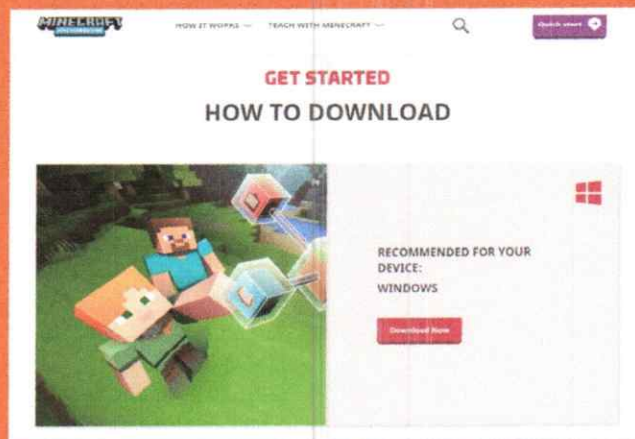 MINECRAFT
HOW IT WORKS
TEACH WITH MINECRAFT
Quick start
GET STARTED
HOW TO DOWNLOAD
RECOMMENDED FOR YOUR
DEVICE:
WINDOWS
Download Now